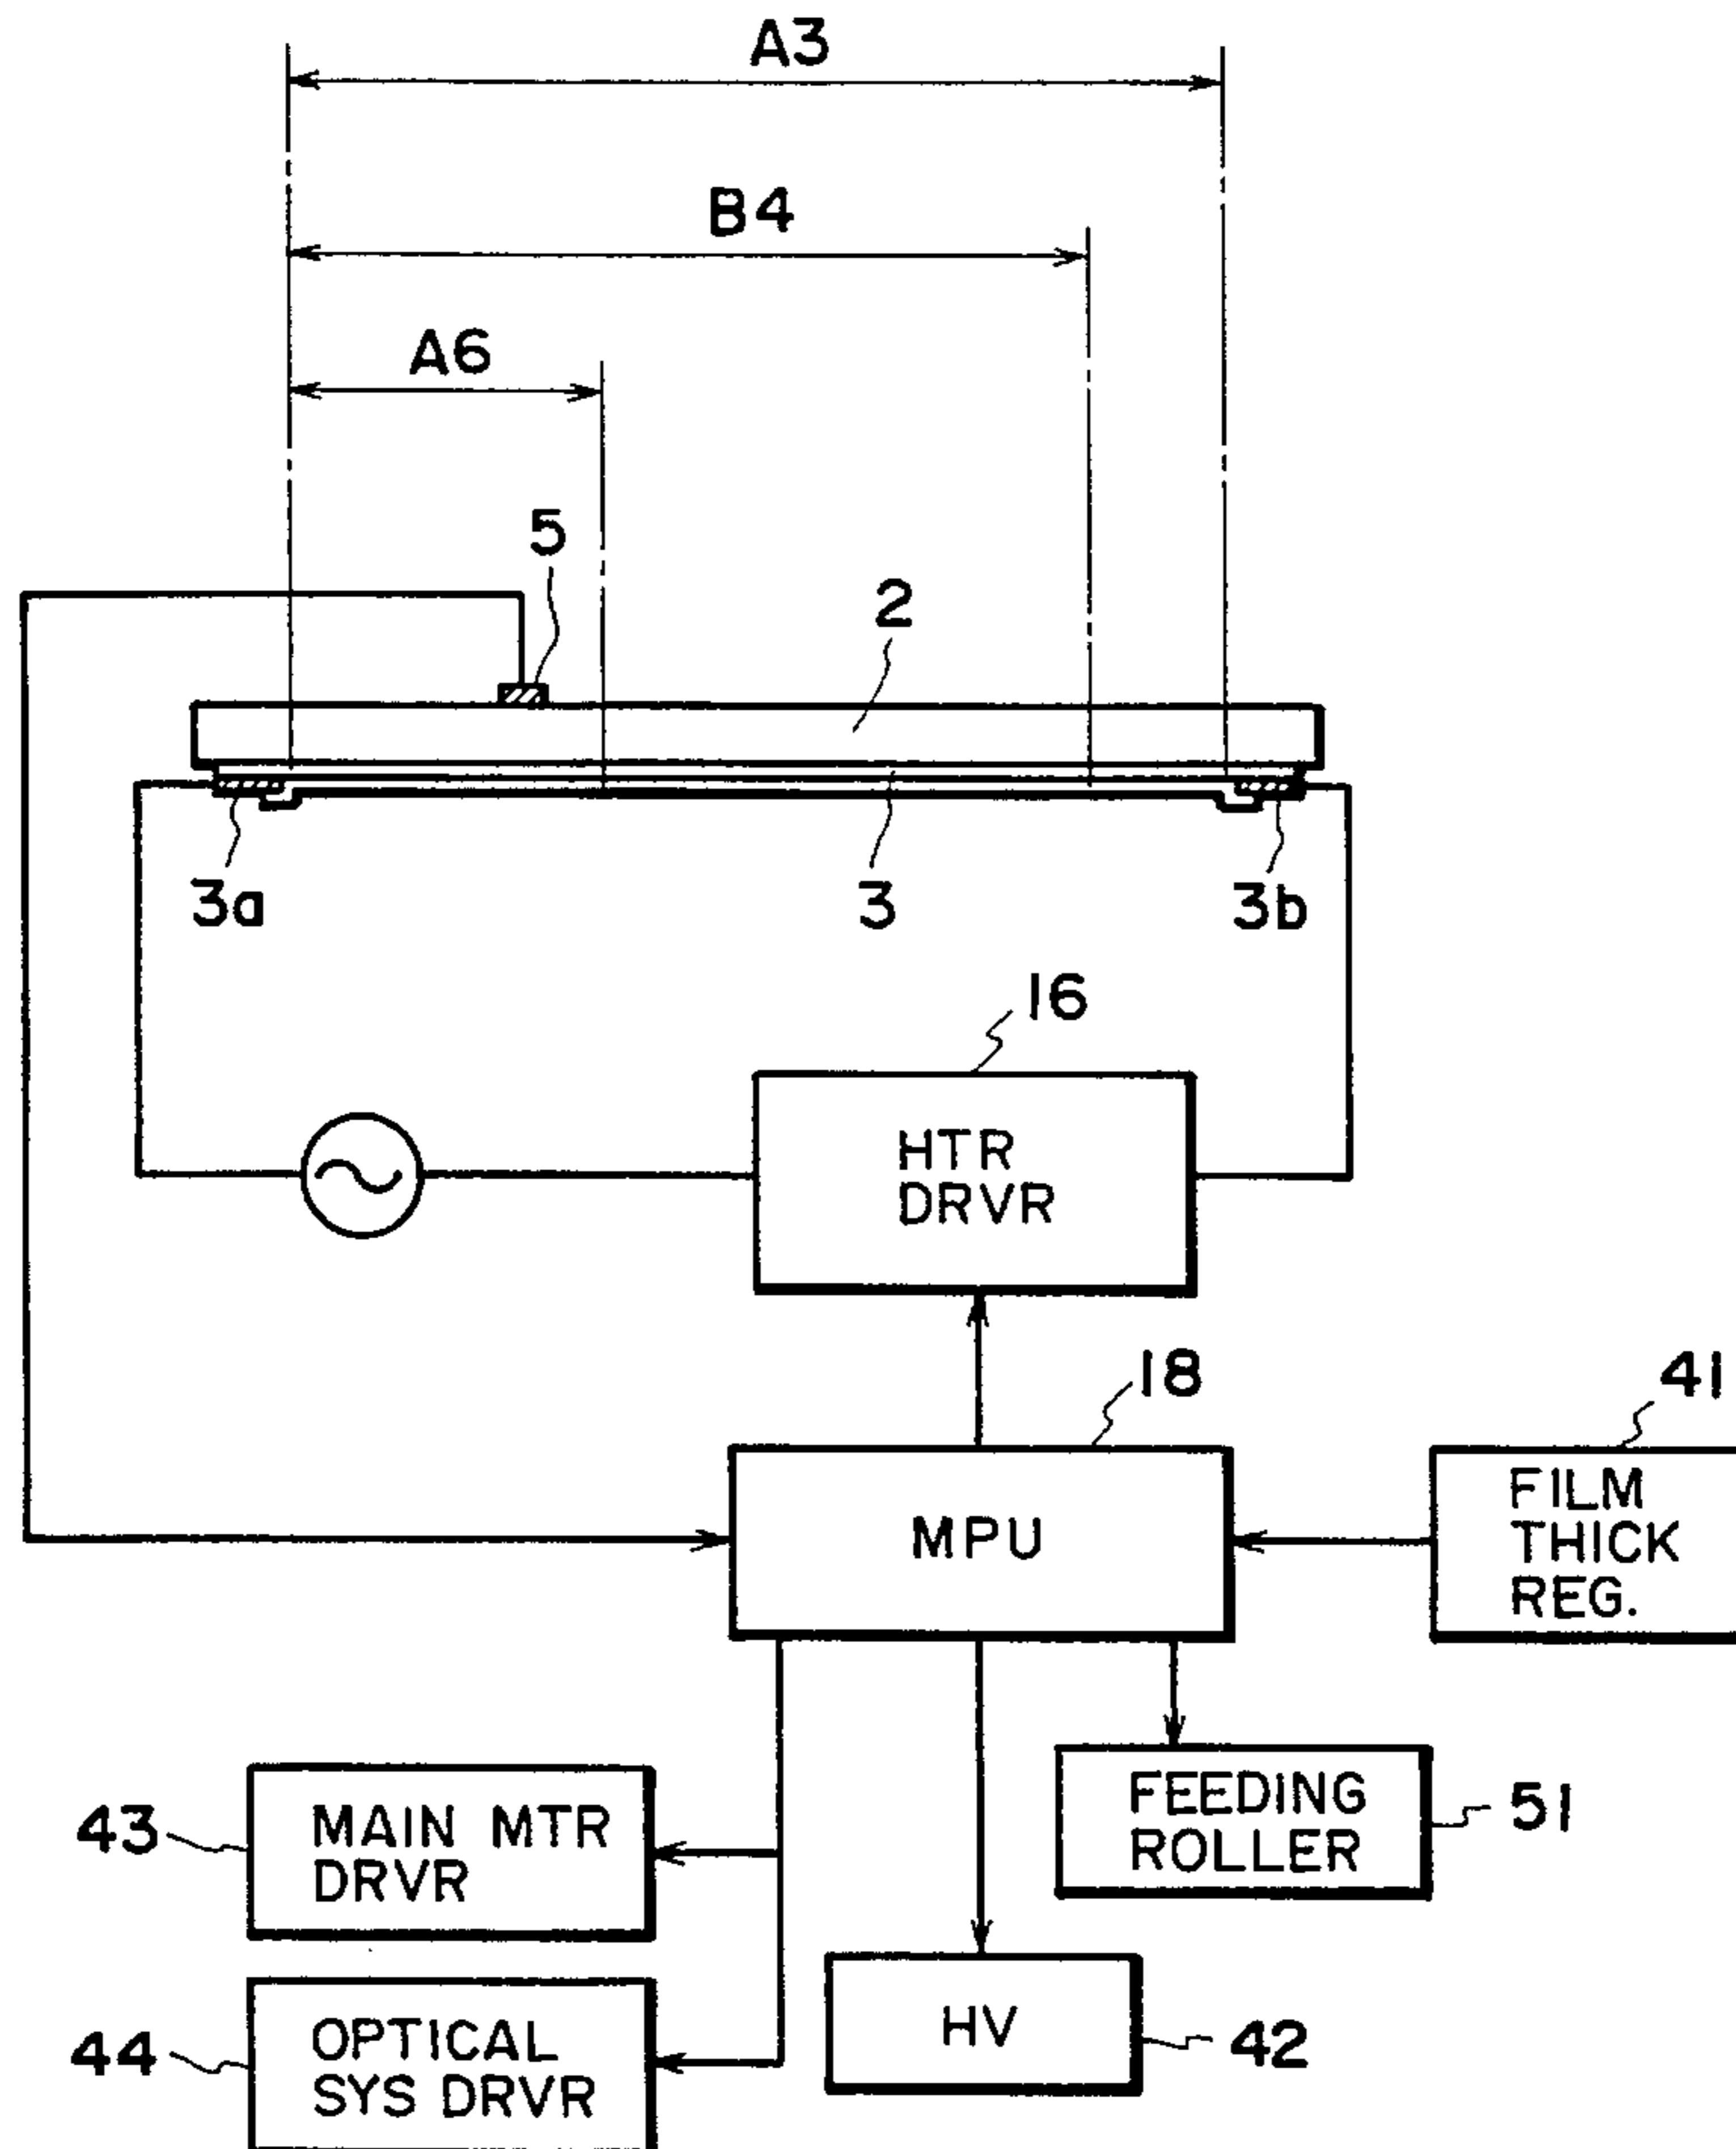 A3
B4
A6
5
2
3a
3
3b
16
HTR
DRVR
18
41
MPU
FILM
THICK
REG.
43
MAIN MTR
DRVR
FEEDING
ROLLER
51
44
OPTICAL
SYS DRVR
HV
42